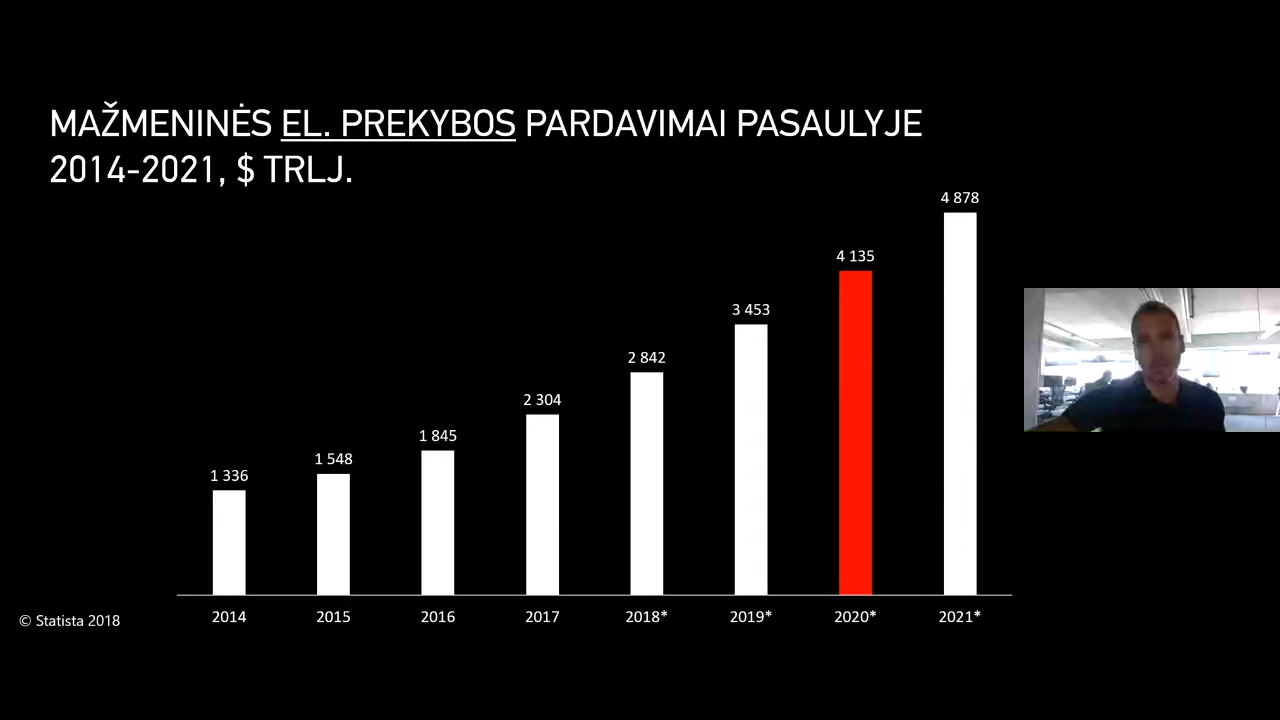 MAŽMENINĖS EL. PREKYBOS PARDAVIMAI PASAULYJE
2014-2021, $ TRLJ.
4 878
4 135
3 453
2 842
2 304
1 845
1 548
1 336
2014 2015 2016 2017 2018* 2019* 2020* 2021*
© Statista 2018